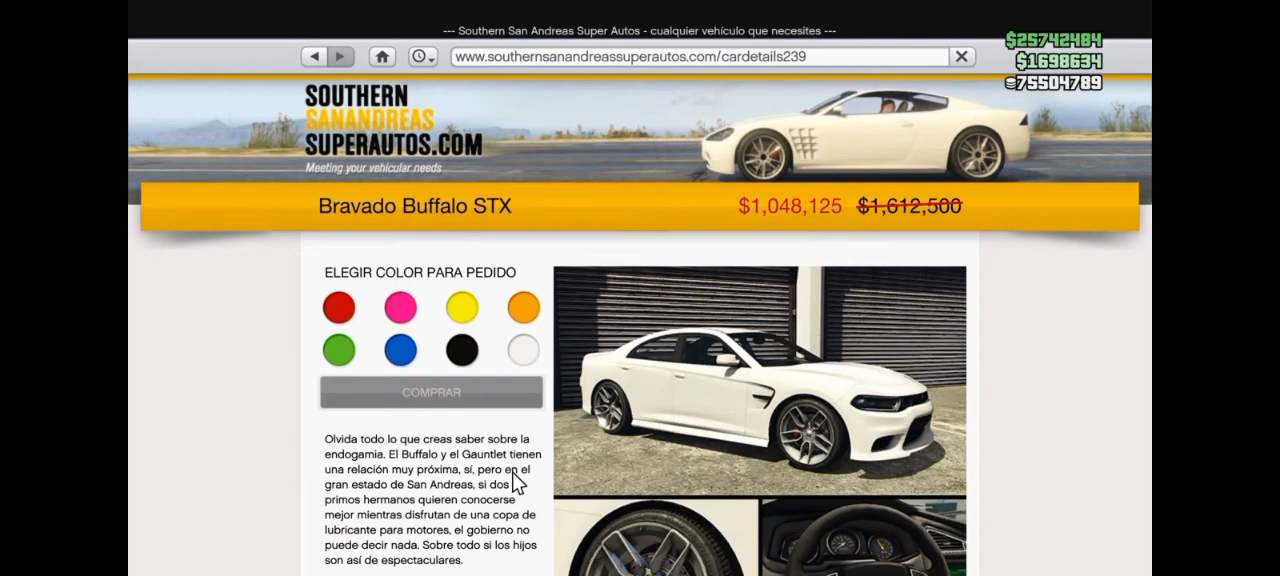 --- Southern San Andreas Super Autos - cualquier vehículo que necesites ---
$25742484
www.southernsanandreassuperautos.com/cardetails239
$1698634
75504789
SOUTHERN
SANANDREAS
SUPERAUTOS.COM
Meeting your vehicular needs
Bravado Buffalo STX $1,048,125 $1,612,500
ELEGIR COLOR PARA PEDIDO
COMPRAR
Olvida todo lo que creas saber sobre la
endogamia. El Buffalo y el Gauntlet tienen
una relación muy próxima, sí, pero en el
gran estado de San Andreas, si dos
primos hermanos quieren conocerse
mejor mientras disfrutan de una copa de
lubricante para motores, el gobierno no
puede decir nada. Sobre todo si los hijos
son así de espectaculares.